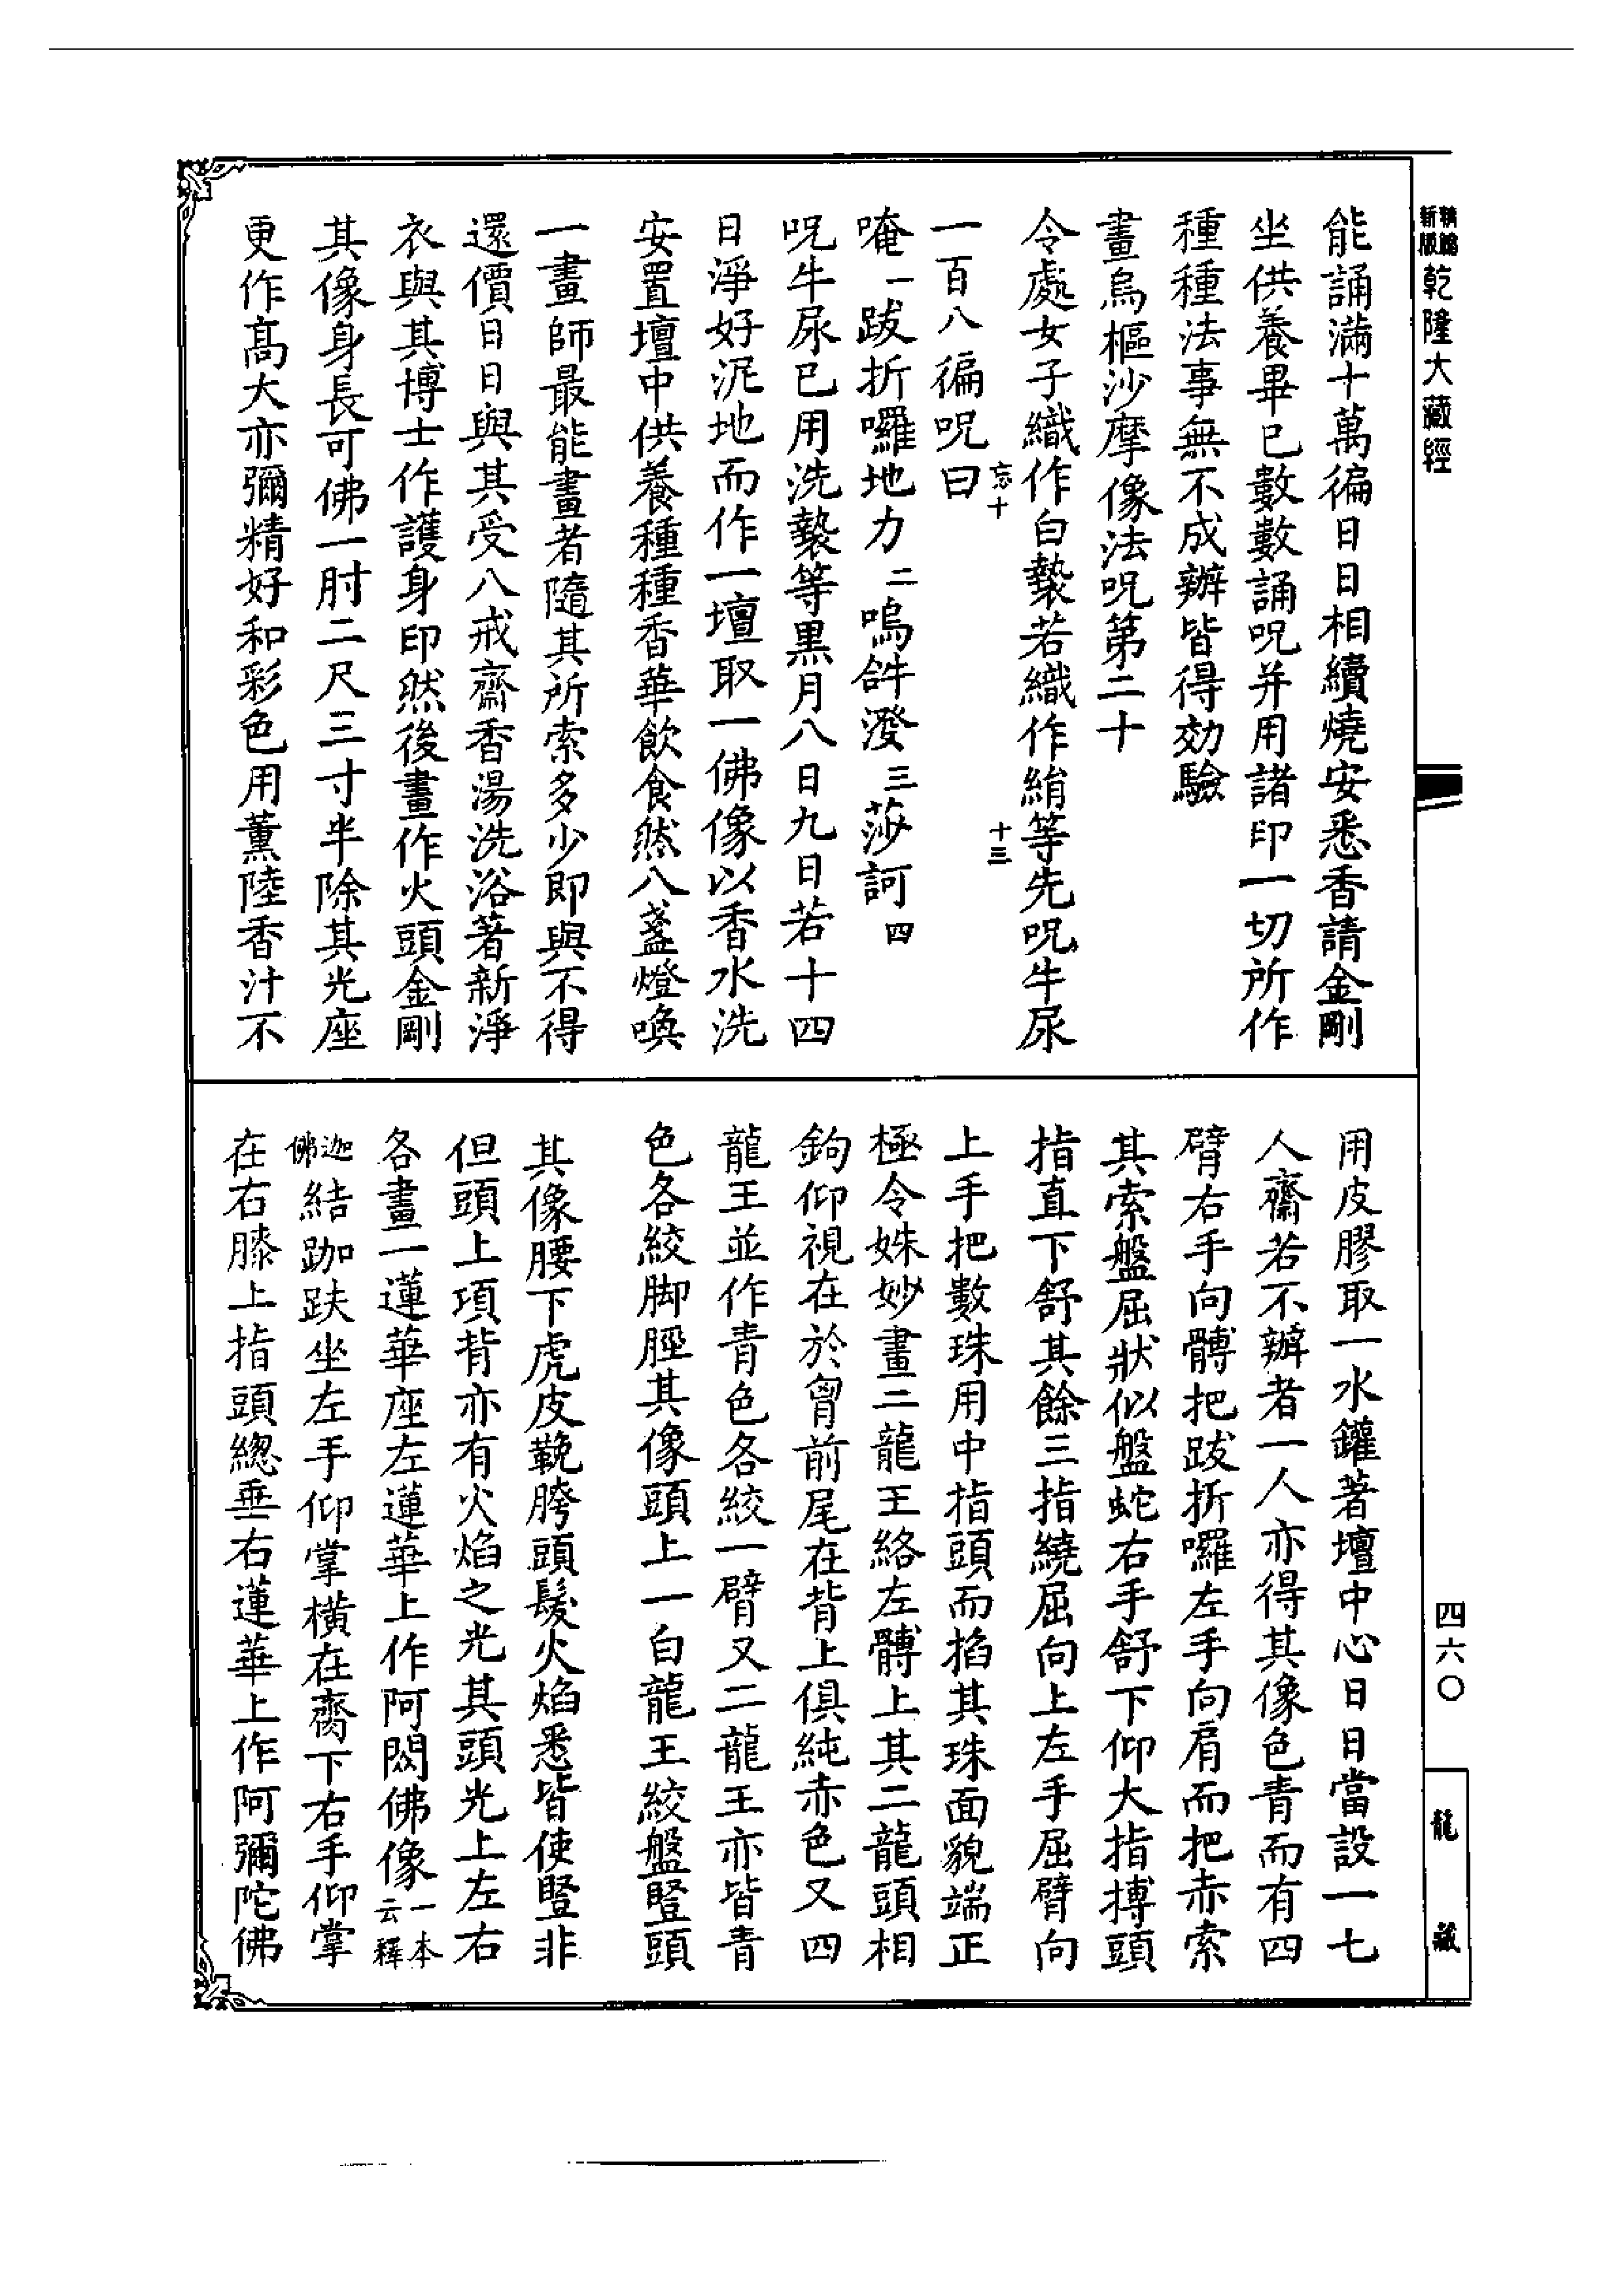 精縮新版乾隆大藏經
能誦滿十萬徧日日相續燒安悉香請金剛
坐供養畢已數數誦呪并用諸印一切所作
種種法事無不成辦皆得効驗
畫烏樞沙摩像法呪第二十
令處女子織作白㲲若織作絹等先呪牛尿
忘十
十三
一百八徧呪曰
唵一跋折囉地力二嗚𤙖潑三莎訶四
呪牛尿已用洗㲲等黑月八日九日若十四
日淨好泥地而作一壇取一佛像以香水洗
安置壇中供養種種香華飲食然八盞燈喚
一畫師最能畫者隨其所索多少即與不得
還價日日與其受八戒齋香湯洗浴著新淨
衣與其博士作護身印然後畫作火頭金剛
其像身長可佛一肘二尺三寸半除其光座
更作高大亦彌精好和彩色用薰陸香汁不
用皮膠取一水鑵著壇中心日日當設一七
人齋若不辦者一人亦得其像色青而有四
臂右手向髆把跋折囉左手向肩而把赤索
其索盤屈狀似盤蛇右手舒下仰大指搏頭
指直下舒其餘三指繞屈向上左手屈臂向
上手把數珠用中指頭而掐其珠面貌端正
極令姝妙畫二龍王絡左髆上其二龍頭相
鉤仰視在於胷前尾在背上俱純赤色又四
龍王並作青色各絞一臂又二龍王亦皆青
色各絞脚脛其像頭上一白龍王絞盤豎頭
其像腰下虎皮鞔胯頭髮火焰悉皆使豎非
但頭上項背亦有火焰之光其頭光上左右
各畫一蓮華座左蓮華上作阿閦佛像一本云釋
迦佛結跏趺坐左手仰掌橫在臍下右手仰掌
在右膝上指頭總垂右蓮華上作阿彌陀佛
四六〇
龍藏